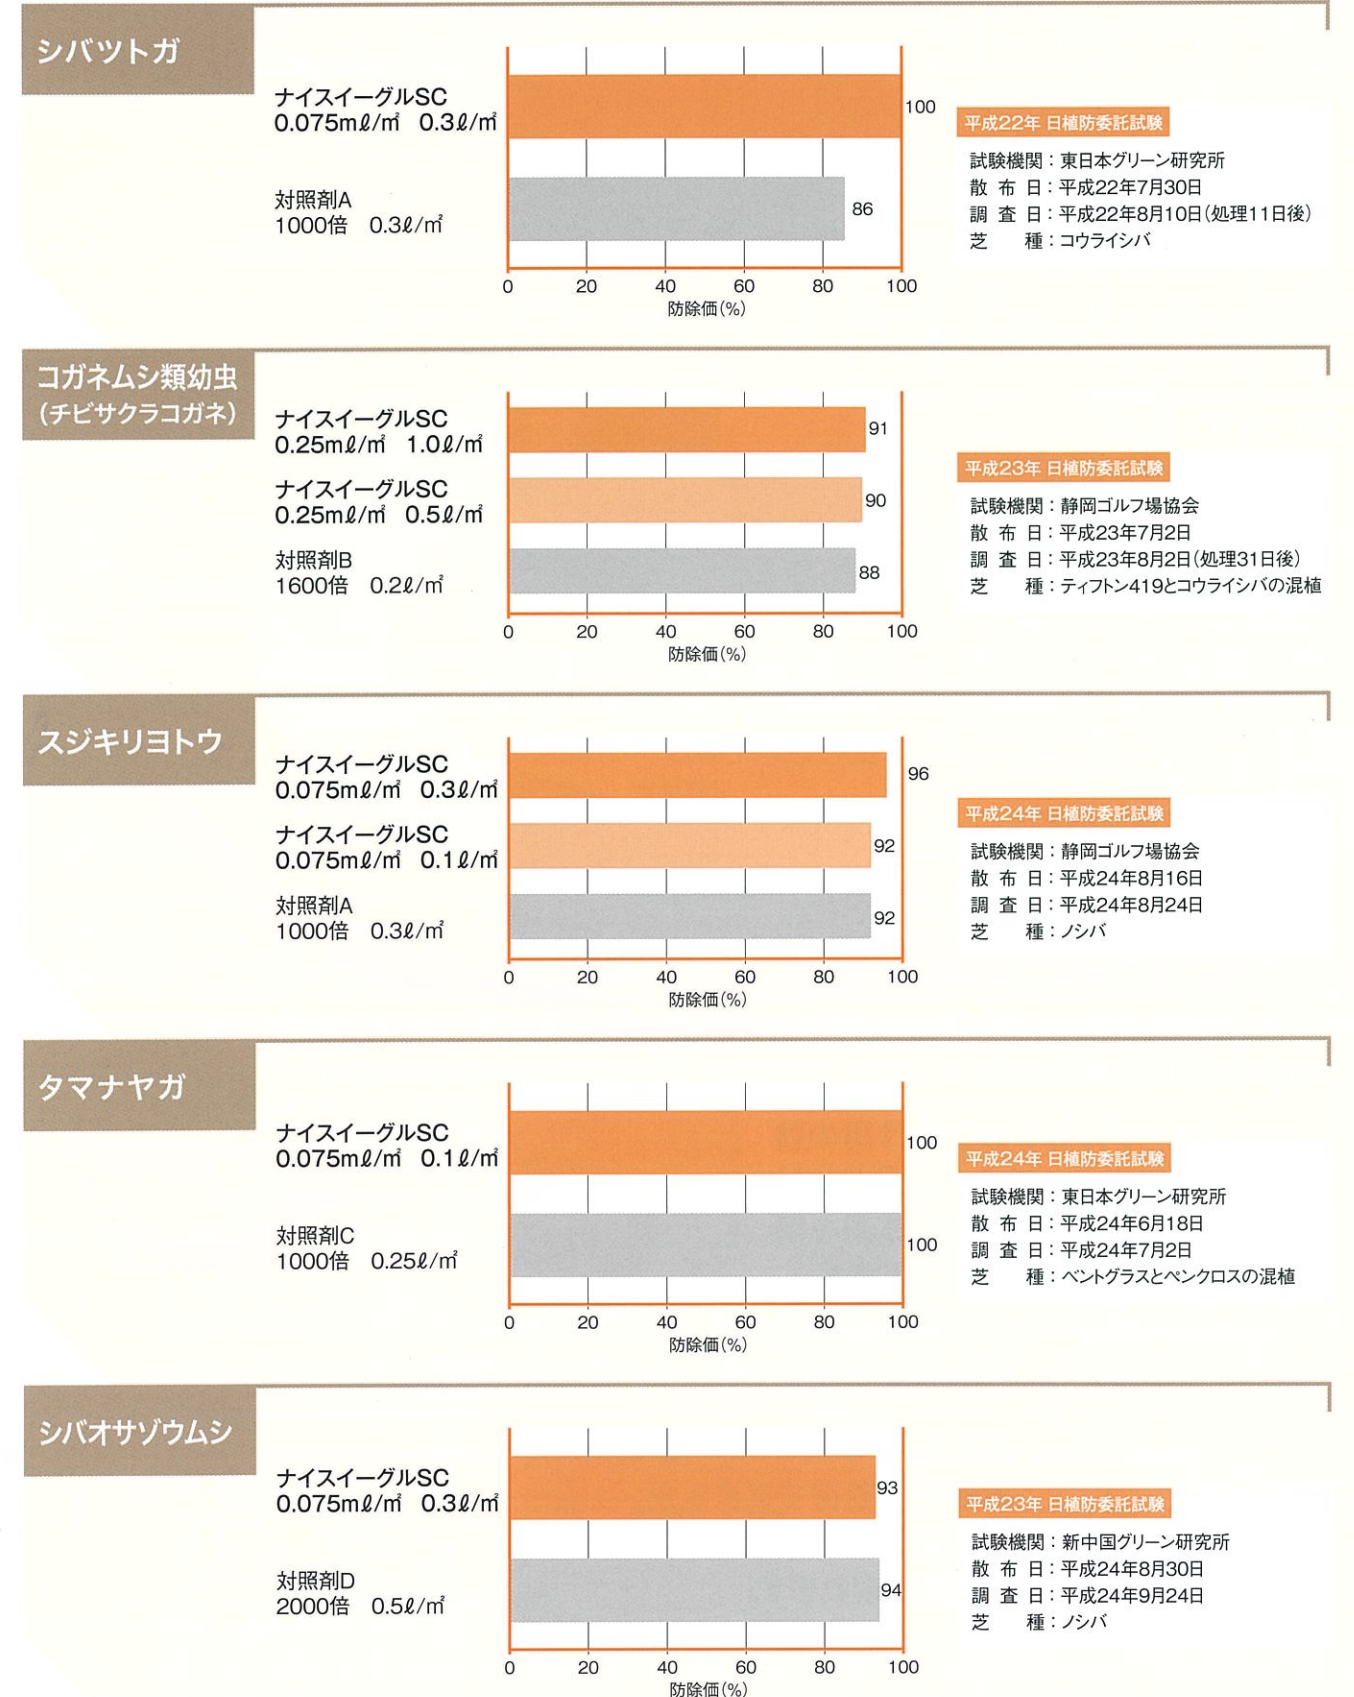 シバツトガ
ナイスイーグルSC
0.075mℓ/㎡ 0.3ℓ/㎡
100
対照剤A
1000倍 0.3ℓ/㎡
86
0 20 40 60 80 100
防除価(%)
平成22年 日植防委託試験
試験機関：東日本グリーン研究所
散布日：平成22年7月30日
調査日：平成22年8月10日(処理11日後)
芝種：コウライシバ
コガネムシ類幼虫
(チビサクラコガネ)
ナイスイーグルSC
0.25mℓ/㎡ 1.0ℓ/㎡
91
ナイスイーグルSC
0.25mℓ/㎡ 0.5ℓ/㎡
90
対照剤B
1600倍 0.2ℓ/㎡
88
0 20 40 60 80 100
防除価(%)
平成23年 日植防委託試験
試験機関：静岡ゴルフ場協会
散布日：平成23年7月2日
調査日：平成23年8月2日(処理31日後)
芝種：ティフトン419とコウライシバの混植
スジキリヨトウ
ナイスイーグルSC
0.075mℓ/㎡ 0.3ℓ/㎡
96
ナイスイーグルSC
0.075mℓ/㎡ 0.1ℓ/㎡
92
対照剤A
1000倍 0.3ℓ/㎡
92
0 20 40 60 80 100
防除価(%)
平成24年 日植防委託試験
試験機関：静岡ゴルフ場協会
散布日：平成24年8月16日
調査日：平成24年8月24日
芝種：ノシバ
タマナヤガ
ナイスイーグルSC
0.075mℓ/㎡ 0.1ℓ/㎡
100
対照剤C
1000倍 0.25ℓ/㎡
100
0 20 40 60 80 100
防除価(%)
平成24年 日植防委託試験
試験機関：東日本グリーン研究所
散布日：平成24年6月18日
調査日：平成24年7月2日
芝種：ベントグラスとペンクロスの混植
シバオサゾウムシ
ナイスイーグルSC
0.075mℓ/㎡ 0.3ℓ/㎡
93
対照剤D
2000倍 0.5ℓ/㎡
94
0 20 40 60 80 100
防除価(%)
平成23年 日植防委託試験
試験機関：新中国グリーン研究所
散布日：平成24年8月30日
調査日：平成24年9月24日
芝種：ノシバ